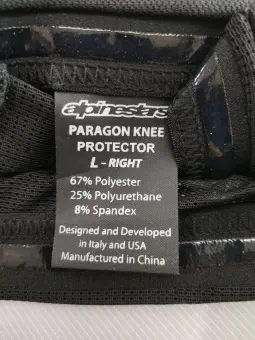 alpinestars
PARAGON KNEE
PROTECTOR
L - RIGHT
67% Polyester
25% Polyurethane
8% Spandex
Designed and Developed
in Italy and USA
Manufactured in China